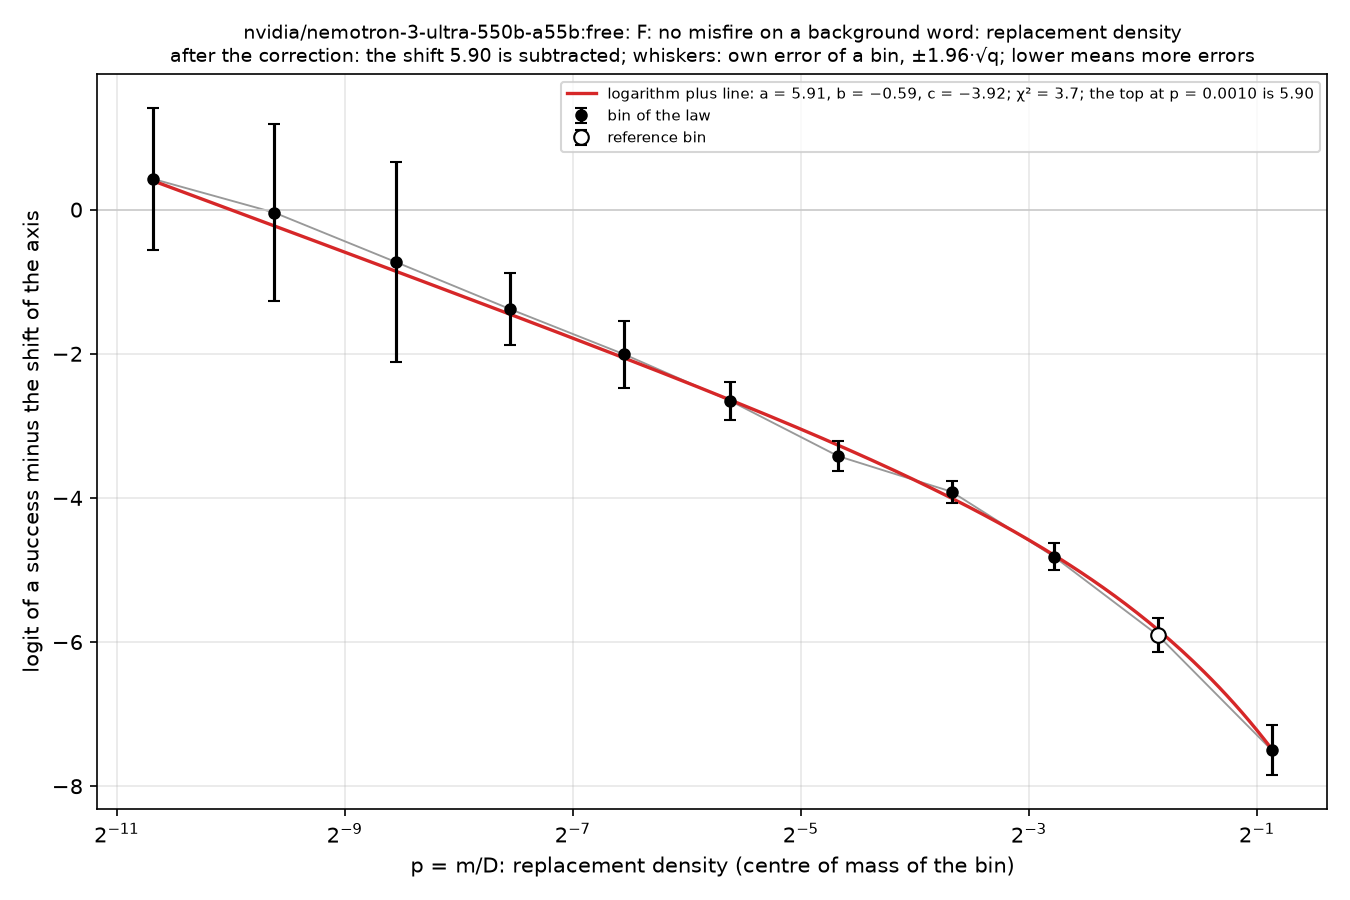 nvidia/nemotron-3-ultra-550b-a55b:free: F: no misfire on a background word: replacement density
after the correction: the shift 5.90 is subtracted; whiskers: own error of a bin, ±1.96·√q; lower means more errors
logarithm plus line: a = 5.91, b = −0.59, c = −3.92; χ² = 3.7; the top at p = 0.0010 is 5.90
bin of the law
reference bin
logit of a success minus the shift of the axis
0
−2
−4
−6
−8
2⁻¹¹ 2⁻⁹ 2⁻⁷ 2⁻⁵ 2⁻³ 2⁻¹
p = m/D: replacement density (centre of mass of the bin)